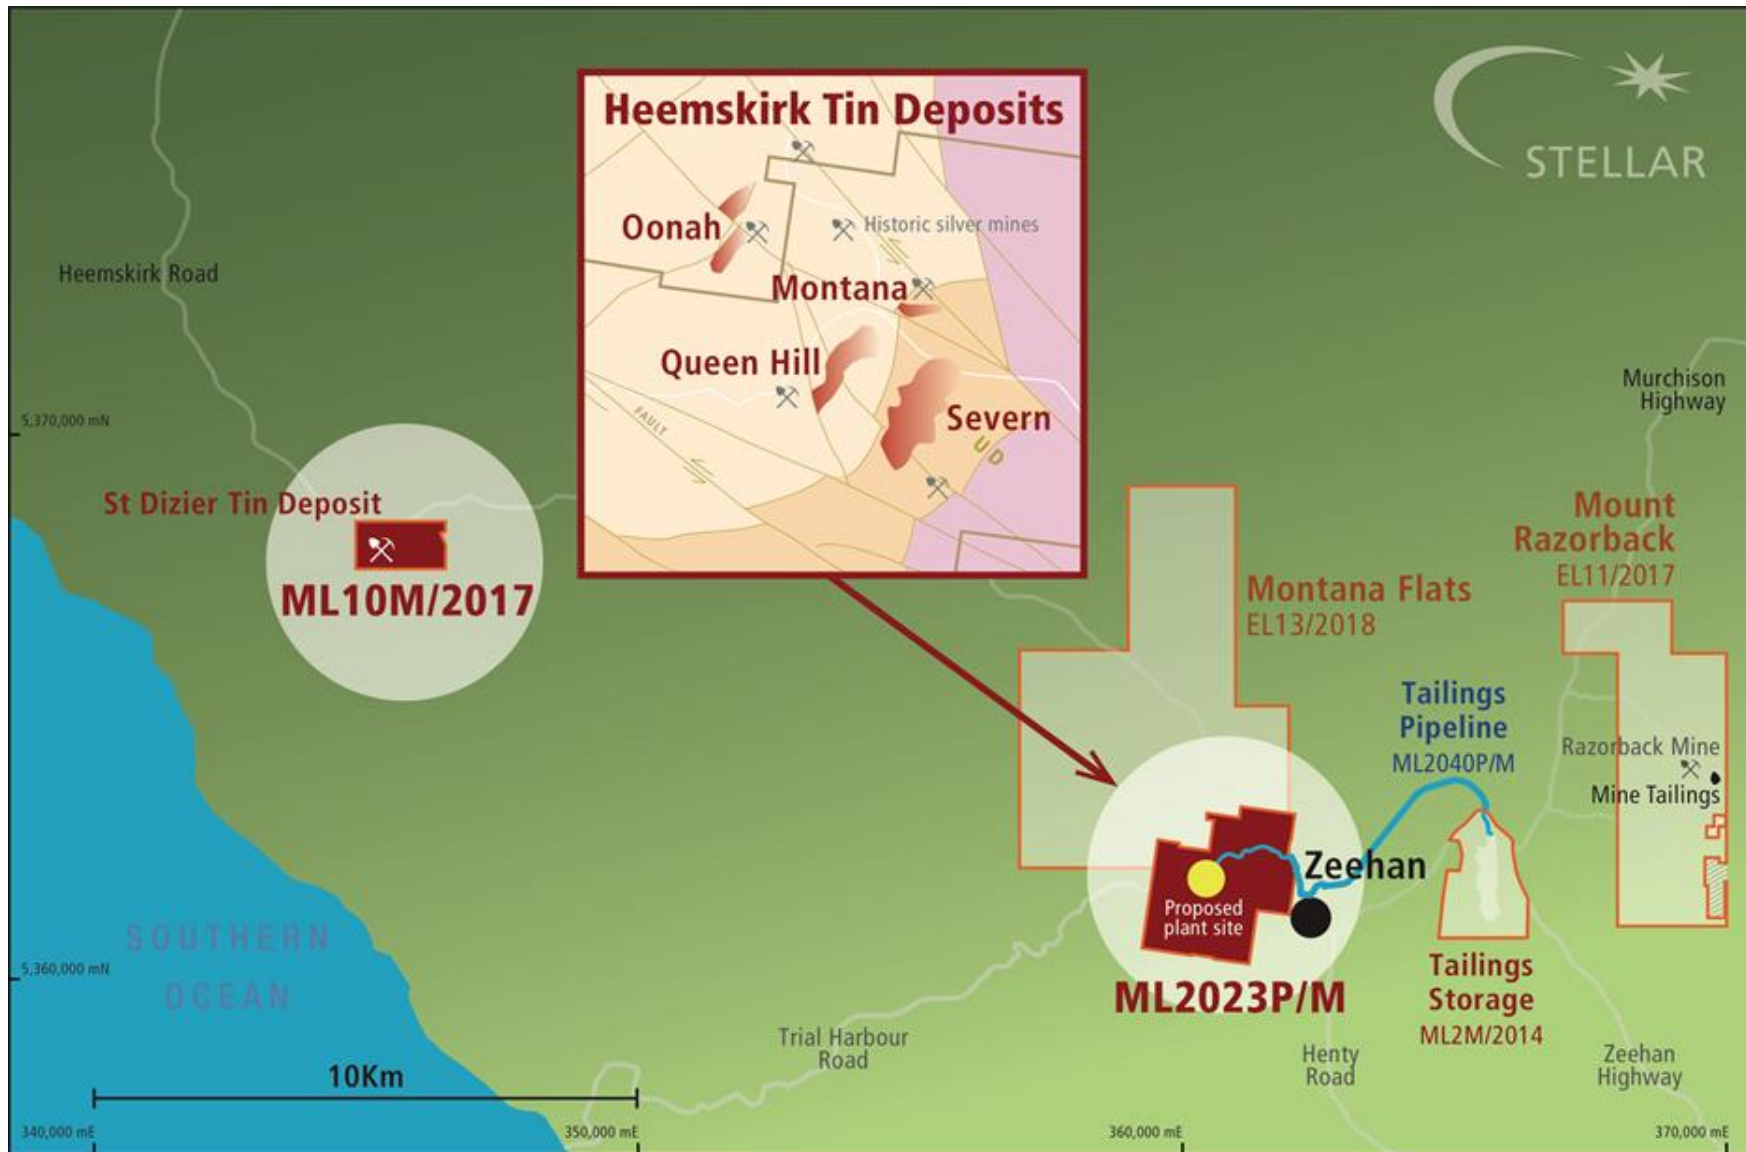 STELLAR
Heemskirk Tin Deposits
Oonah
Historic silver mines
Montana
Queen Hill
Severn
U D
FAULT
Heemskirk Road
5,370,000 mN
St Dizier Tin Deposit
ML10M/2017
Murchison
Highway
Mount
Razorback
EL11/2017
Montana Flats
EL13/2018
Tailings
Pipeline
ML2040P/M
Razorback Mine
Mine Tailings
Zeehan
Proposed
plant site
ML2023P/M
Tailings
Storage
ML2M/2014
SOUTHERN
OCEAN
5,360,000 mN
Trial Harbour
Road
Henty
Road
Zeehan
Highway
10Km
340,000 mE
350,000 mE
360,000 mE
370,000 mE